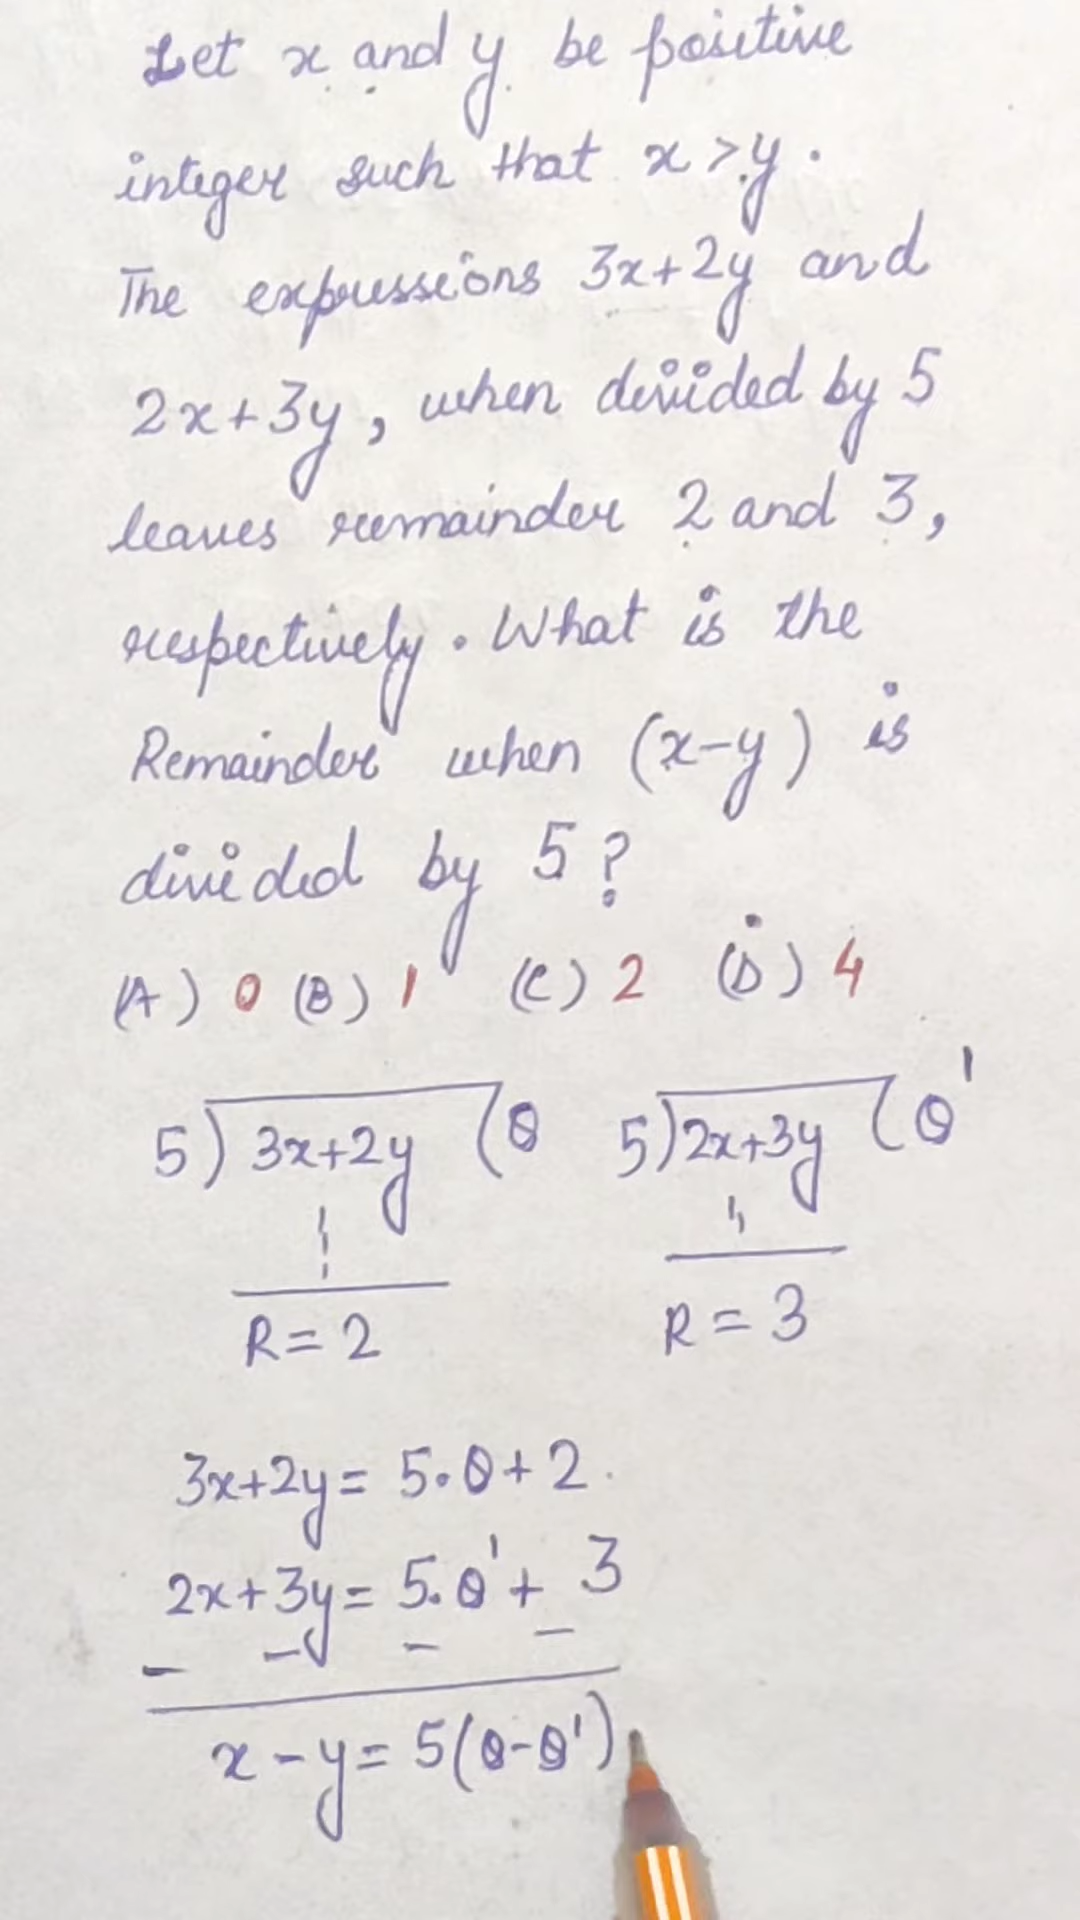 Let x and y be positive
integer such that x > y.
The expressions 3x+2y and
2x+3y, when divided by 5
leaves remainder 2 and 3,
respectively. What is the
Remainder when (x-y) is
divided by 5?
(A) 0 (B) 1 (C) 2 (D) 4
5) 3x+2y (Q 5) 2x+3y (Q'
R = 2 R = 3
3x+2y = 5.Q+2
2x+3y = 5.Q'+ 3
- - - -
x - y = 5(Q-Q')